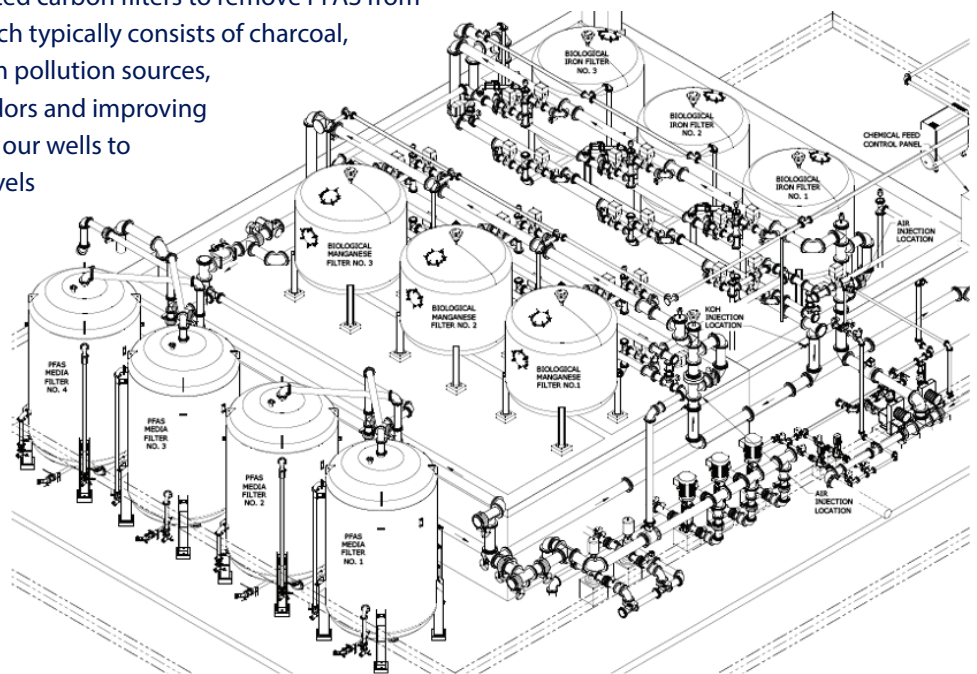 ted carbon filters to remove PFAS from
ch typically consists of charcoal,
n pollution sources,
dors and improving
our wells to
vels
BIOLOGICAL
IRON FILTER
NO. 3
BIOLOGICAL
IRON FILTER
NO. 2
BIOLOGICAL
IRON FILTER
NO. 1
CHEMICAL FEED
CONTROL PANEL
AIR
INJECTION
LOCATION
BIOLOGICAL
MANGANESE
FILTER NO. 3
BIOLOGICAL
MANGANESE
FILTER NO. 2
BIOLOGICAL
MANGANESE
FILTER NO.1
KOH
INJECTION
LOCATION
PFAS
MEDIA
FILTER
NO. 4
PFAS
MEDIA
FILTER
NO. 3
PFAS
MEDIA
FILTER
NO. 2
PFAS
MEDIA
FILTER
NO. 1
AIR
INJECTION
LOCATION